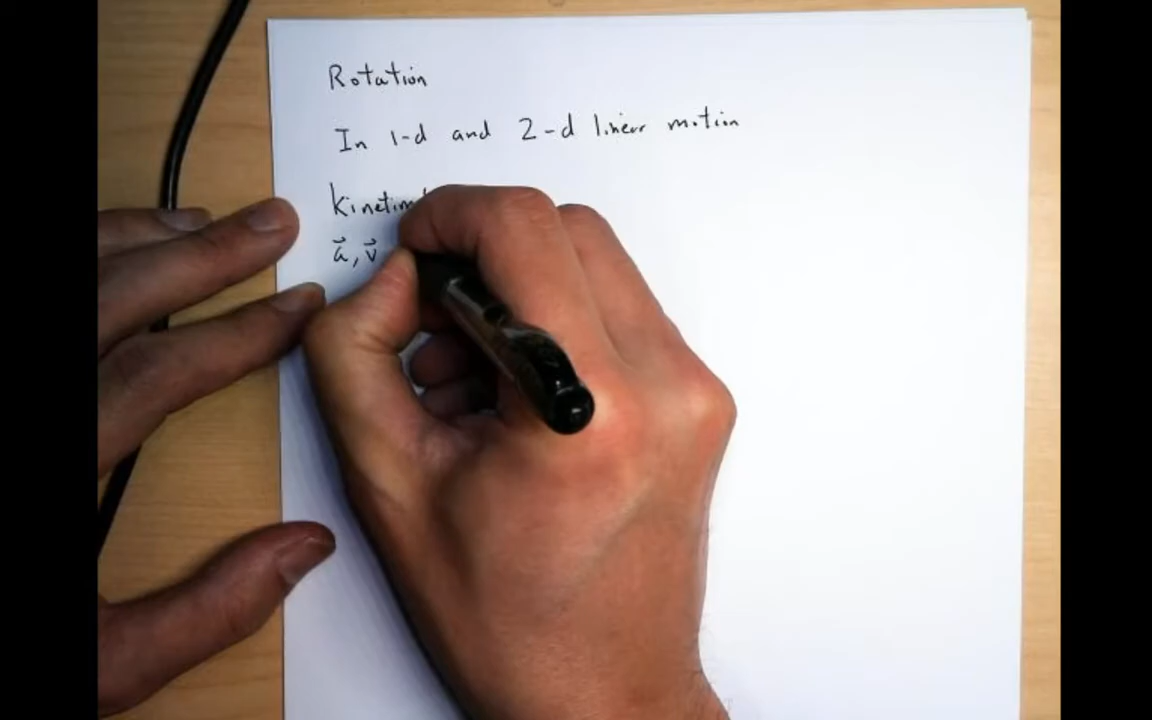 Rotation
In 1-d and 2-d linear motion
a⃗, v⃗